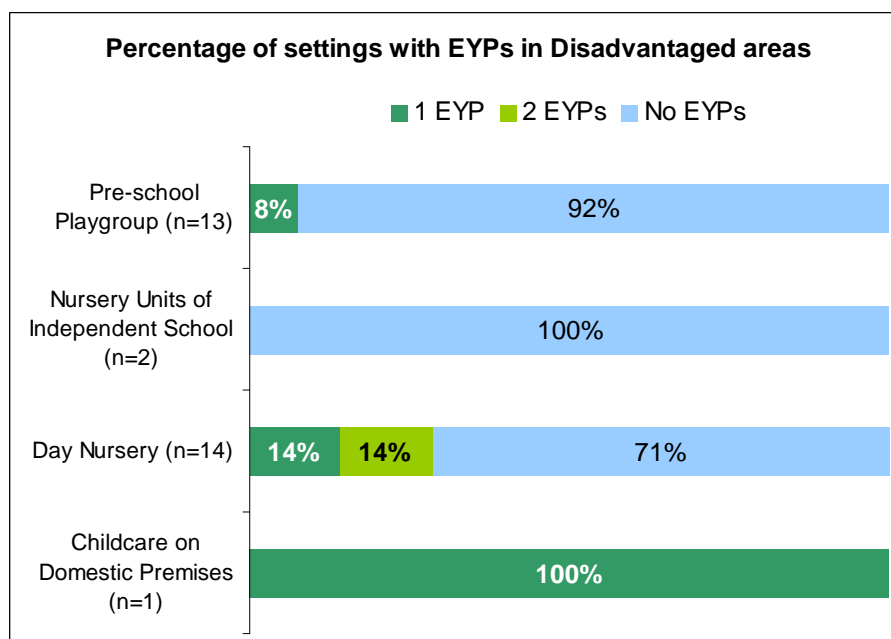 Percentage of settings with EYPs in Disadvantaged areas
1 EYP 2 EYPs No EYPs
Pre-school
Playgroup (n=13)
8% 92%
Nursery Units of
Independent School
(n=2)
100%
Day Nursery (n=14)
14% 14% 71%
Childcare on
Domestic Premises
(n=1)
100%